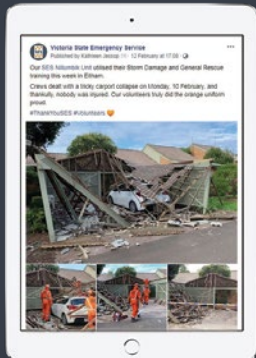 Victoria State Emergency Service
Published by Kathleen Jessop · 12 February at 17:08 ·
Our SES Nillumbik Unit utilised their Storm Damage and General Rescue
training this week in Eltham.
Crews dealt with a tricky carport collapse on Monday, 10 February, and
thankfully, nobody was injured. Our volunteers truly did the orange uniform
proud.
#ThankYouSES #Volunteers